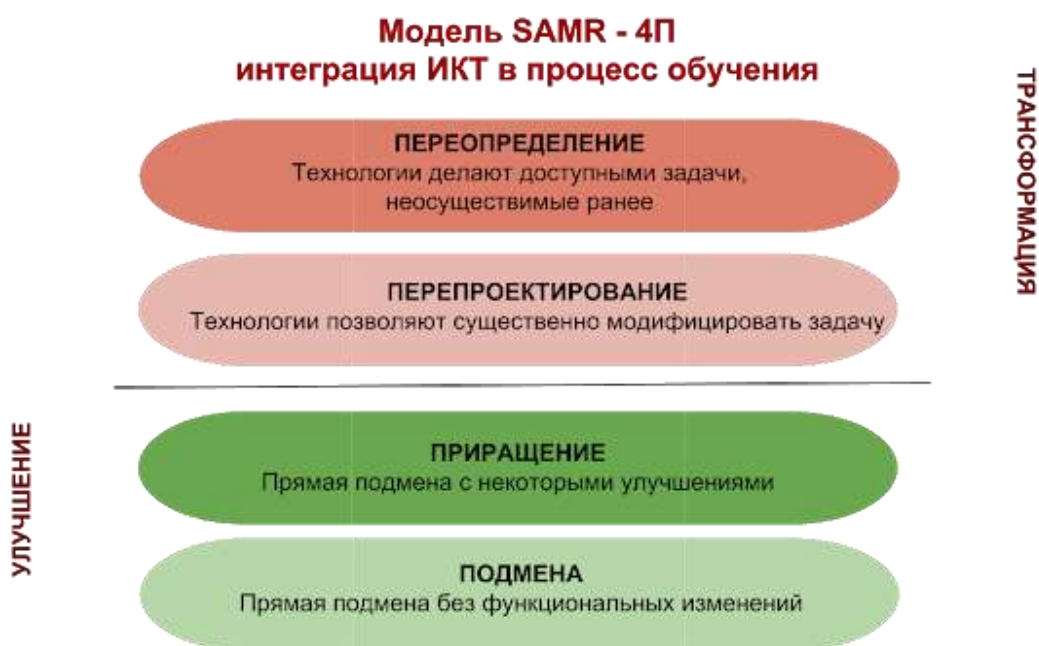 Модель SAMR - 4П
интеграция ИКТ в процесс обучения
ТРАНСФОРМАЦИЯ
ПЕРЕОПРЕДЕЛЕНИЕ
Технологии делают доступными задачи,
неосуществимые ранее
ПЕРЕПРОЕКТИРОВАНИЕ
Технологии позволяют существенно модифицировать задачу
УЛУЧШЕНИЕ
ПРИРАЩЕНИЕ
Прямая подмена с некоторыми улучшениями
ПОДМЕНА
Прямая подмена без функциональных изменений